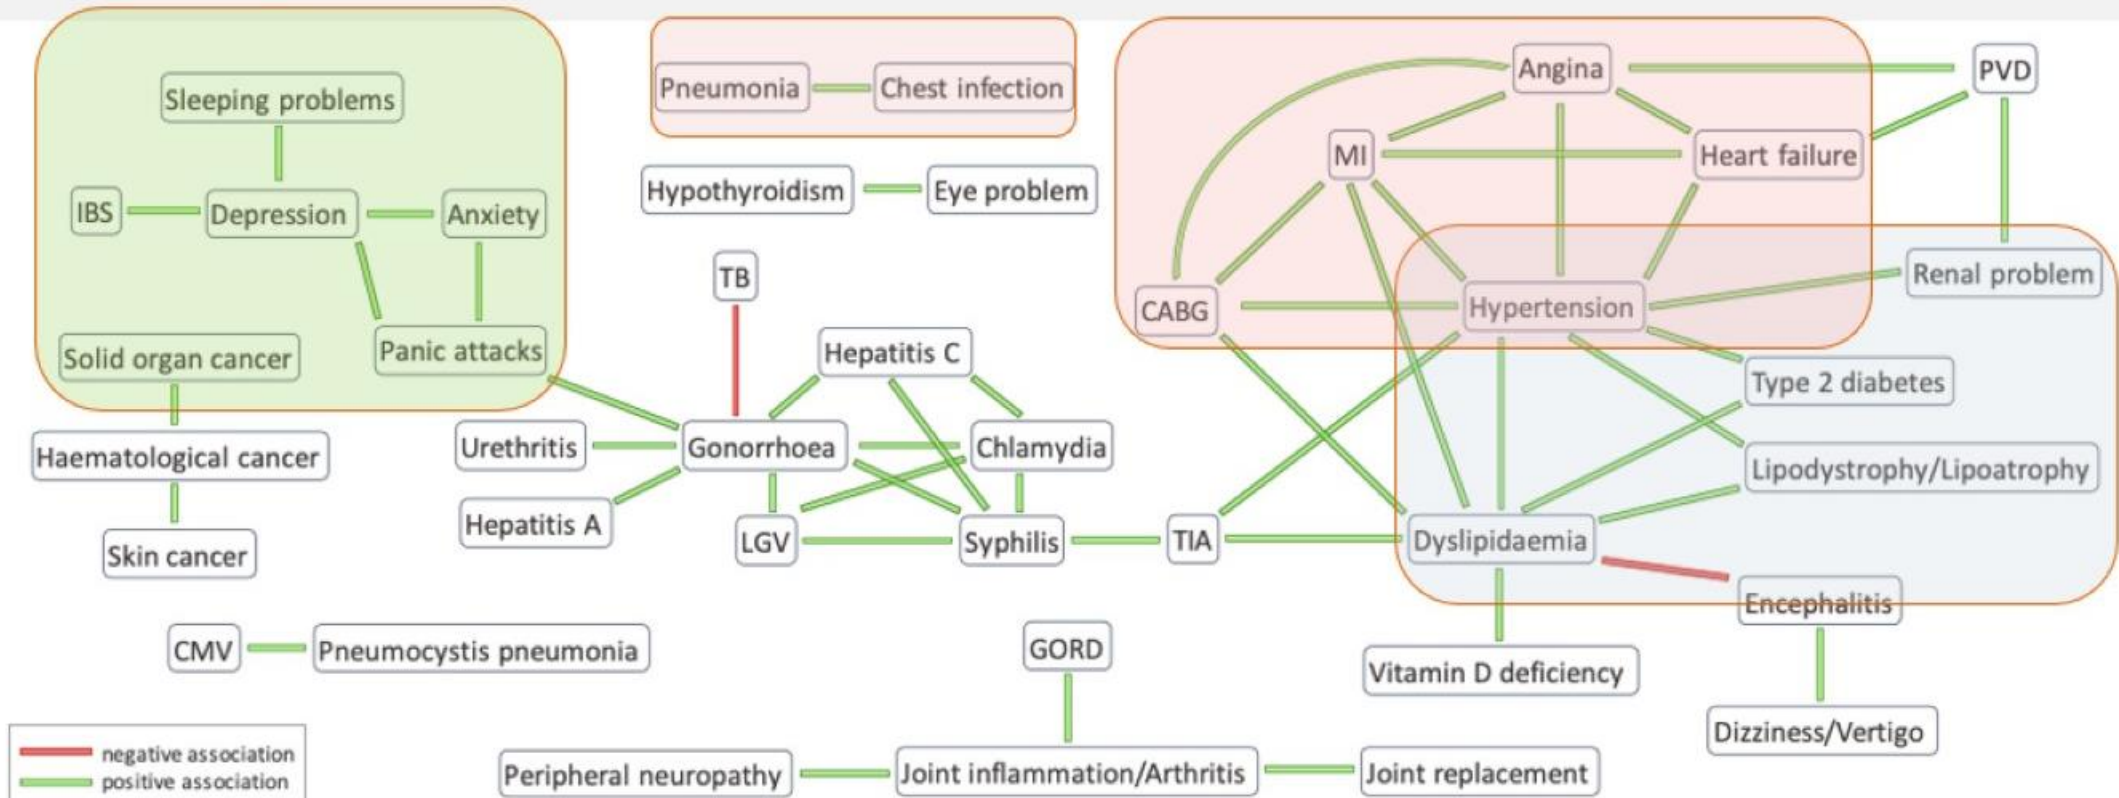 Sleeping problems
IBS
Depression
Anxiety
Panic attacks
Solid organ cancer
Haematological cancer
Skin cancer
Pneumonia
Chest infection
Hypothyroidism
Eye problem
TB
Hepatitis C
Urethritis
Gonorrhoea
Chlamydia
Hepatitis A
LGV
Syphilis
TIA
Angina
PVD
MI
Heart failure
CABG
Hypertension
Renal problem
Type 2 diabetes
Lipodystrophy/Lipoatrophy
Dyslipidaemia
Encephalitis
Vitamin D deficiency
Dizziness/Vertigo
CMV
Pneumocystis pneumonia
GORD
Peripheral neuropathy
Joint inflammation/Arthritis
Joint replacement
negative association
positive association